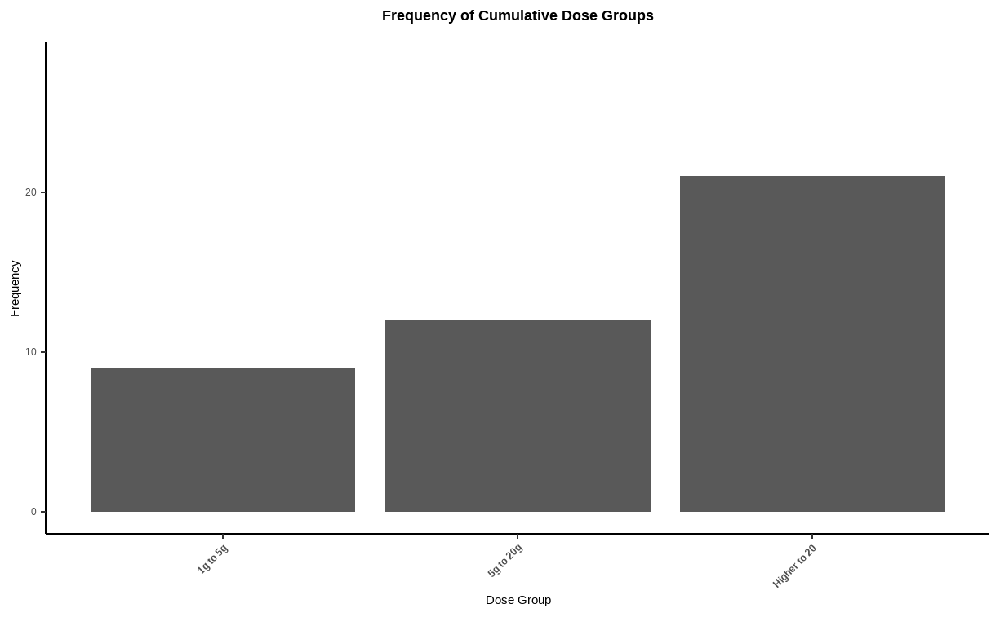 Frequency of Cumulative Dose Groups
Frequency
20
10
0
1g to 5g
5g to 20g
Higher to 20
Dose Group